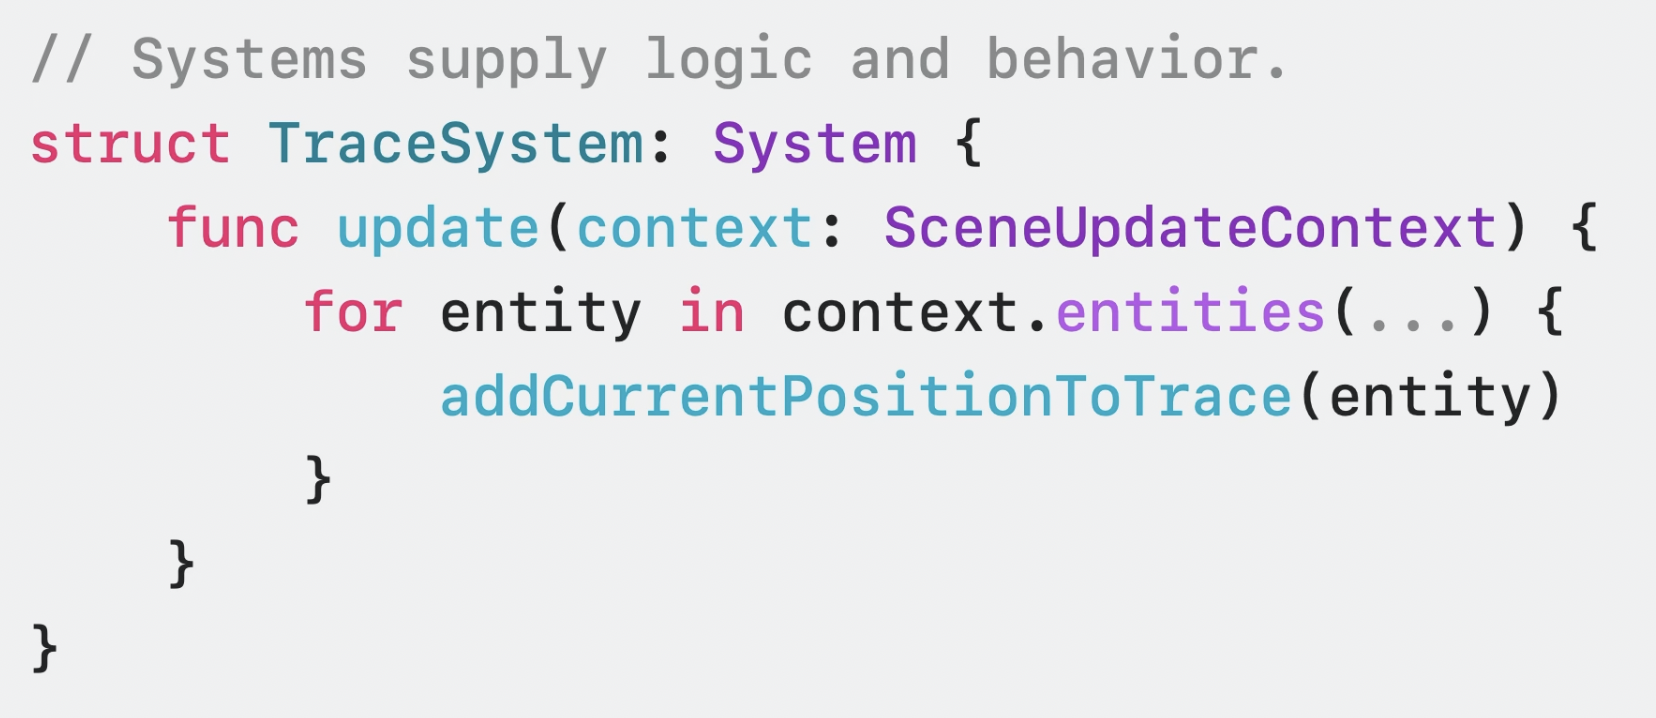 // Systems supply logic and behavior.
struct TraceSystem: System {
    func update(context: SceneUpdateContext) {
        for entity in context.entities(...) {
            addCurrentPositionToTrace(entity)
        }
    }
}